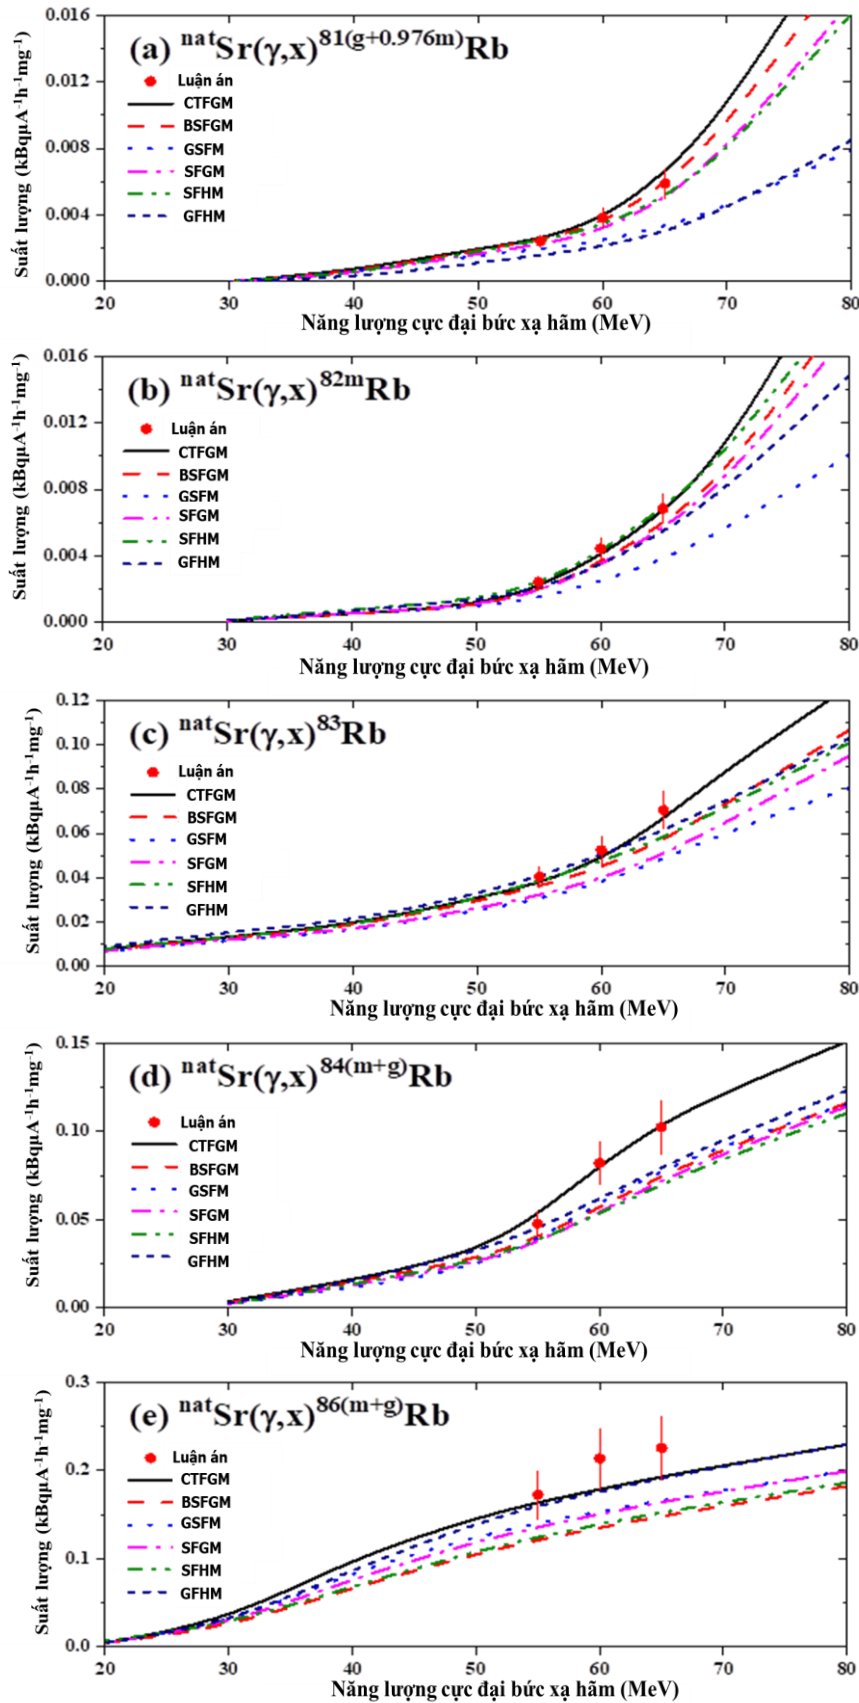 (a) natSr(γ,x)81(g+0.976m)Rb
Luận án
CTFGM
BSFGM
GSFM
SFGM
SFHM
GFHM
Suất lượng (kBqμA-1h-1mg-1)
0.016
0.012
0.008
0.004
0.000
20 30 40 50 60 70 80
Năng lượng cực đại bức xạ hãm (MeV)
(b) natSr(γ,x)82mRb
Luận án
CTFGM
BSFGM
GSFM
SFGM
SFHM
GFHM
Suất lượng (kBqμA-1h-1mg-1)
0.016
0.012
0.008
0.004
0.000
20 30 40 50 60 70 80
Năng lượng cực đại bức xạ hãm (MeV)
(c) natSr(γ,x)83Rb
Luận án
CTFGM
BSFGM
GSFM
SFGM
SFHM
GFHM
Suất lượng (kBqμA-1h-1mg-1)
0.12
0.10
0.08
0.06
0.04
0.02
0.00
20 30 40 50 60 70 80
Năng lượng cực đại bức xạ hãm (MeV)
(d) natSr(γ,x)84(m+g)Rb
Luận án
CTFGM
BSFGM
GSFM
SFGM
SFHM
GFHM
Suất lượng (kBqμA-1h-1mg-1)
0.15
0.10
0.05
0.00
20 30 40 50 60 70 80
Năng lượng cực đại bức xạ hãm (MeV)
(e) natSr(γ,x)86(m+g)Rb
Luận án
CTFGM
BSFGM
GSFM
SFGM
SFHM
GFHM
Suất lượng (kBqμA-1h-1mg-1)
0.3
0.2
0.1
0.0
20 30 40 50 60 70 80
Năng lượng cực đại bức xạ hãm (MeV)